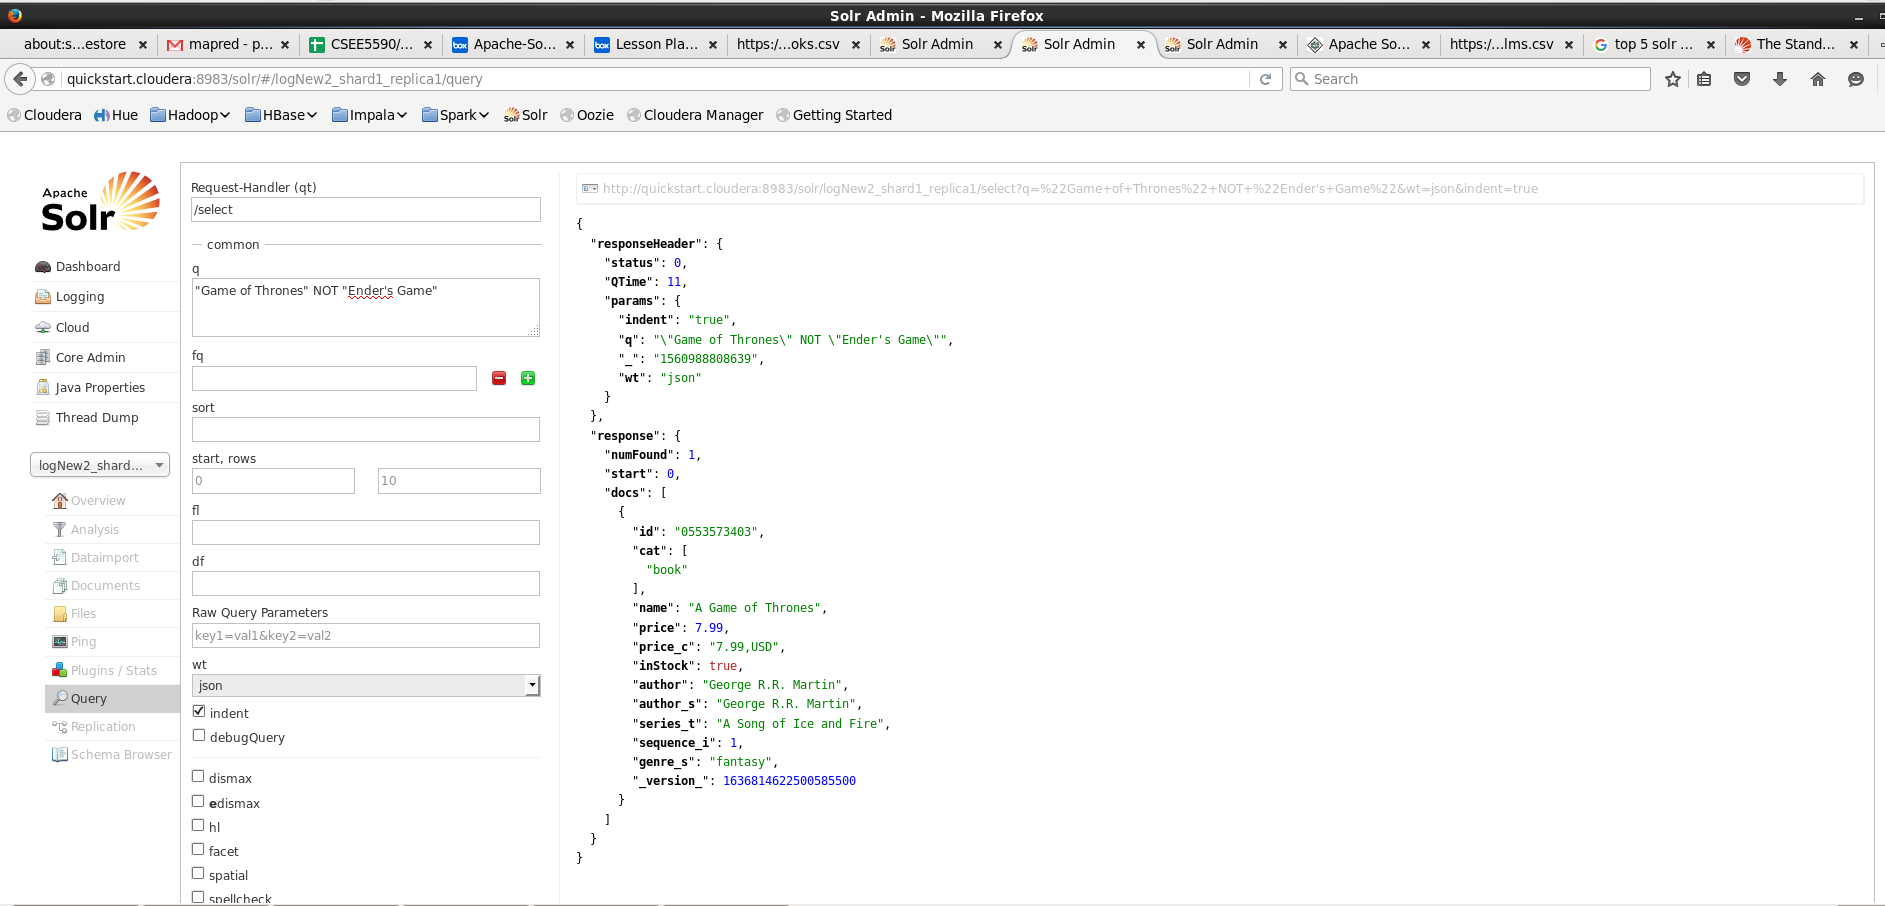 Solr Admin - Mozilla Firefox
about:s...estore
mapred - p...
CSEE5590/...
Apache-So...
Lesson Pla...
https:/...oks.csv
Solr Admin
Solr Admin
Solr Admin
Apache So...
https:/...lms.csv
top 5 solr ...
The Stand...
quickstart.cloudera:8983/solr/#/logNew2_shard1_replica1/query
Search
Cloudera
Hue
Hadoop
HBase
Impala
Spark
Solr
Oozie
Cloudera Manager
Getting Started
Apache
Solr
Dashboard
Logging
Cloud
Core Admin
Java Properties
Thread Dump
logNew2_shard...
Overview
Analysis
Dataimport
Documents
Files
Ping
Plugins / Stats
Query
Replication
Schema Browser
Request-Handler (qt)
/select
common
q
"Game of Thrones" NOT "Ender's Game"
fq
sort
start, rows
0
10
fl
df
Raw Query Parameters
key1=val1&key2=val2
wt
json
indent
debugQuery
dismax
edismax
hl
facet
spatial
spellcheck
http://quickstart.cloudera:8983/solr/logNew2_shard1_replica1/select?q=%22Game+of+Thrones%22+NOT+%22Ender's+Game%22&wt=json&indent=true
{
"responseHeader": {
"status": 0,
"QTime": 11,
"params": {
"indent": "true",
"q": "\"Game of Thrones\" NOT \"Ender's Game\"",
"_": "1560988808639",
"wt": "json"
}
},
"response": {
"numFound": 1,
"start": 0,
"docs": [
{
"id": "0553573403",
"cat": [
"book"
],
"name": "A Game of Thrones",
"price": 7.99,
"price_c": "7.99,USD",
"inStock": true,
"author": "George R.R. Martin",
"author_s": "George R.R. Martin",
"series_t": "A Song of Ice and Fire",
"sequence_i": 1,
"genre_s": "fantasy",
"_version_": 1636814622500585500
}
]
}
}